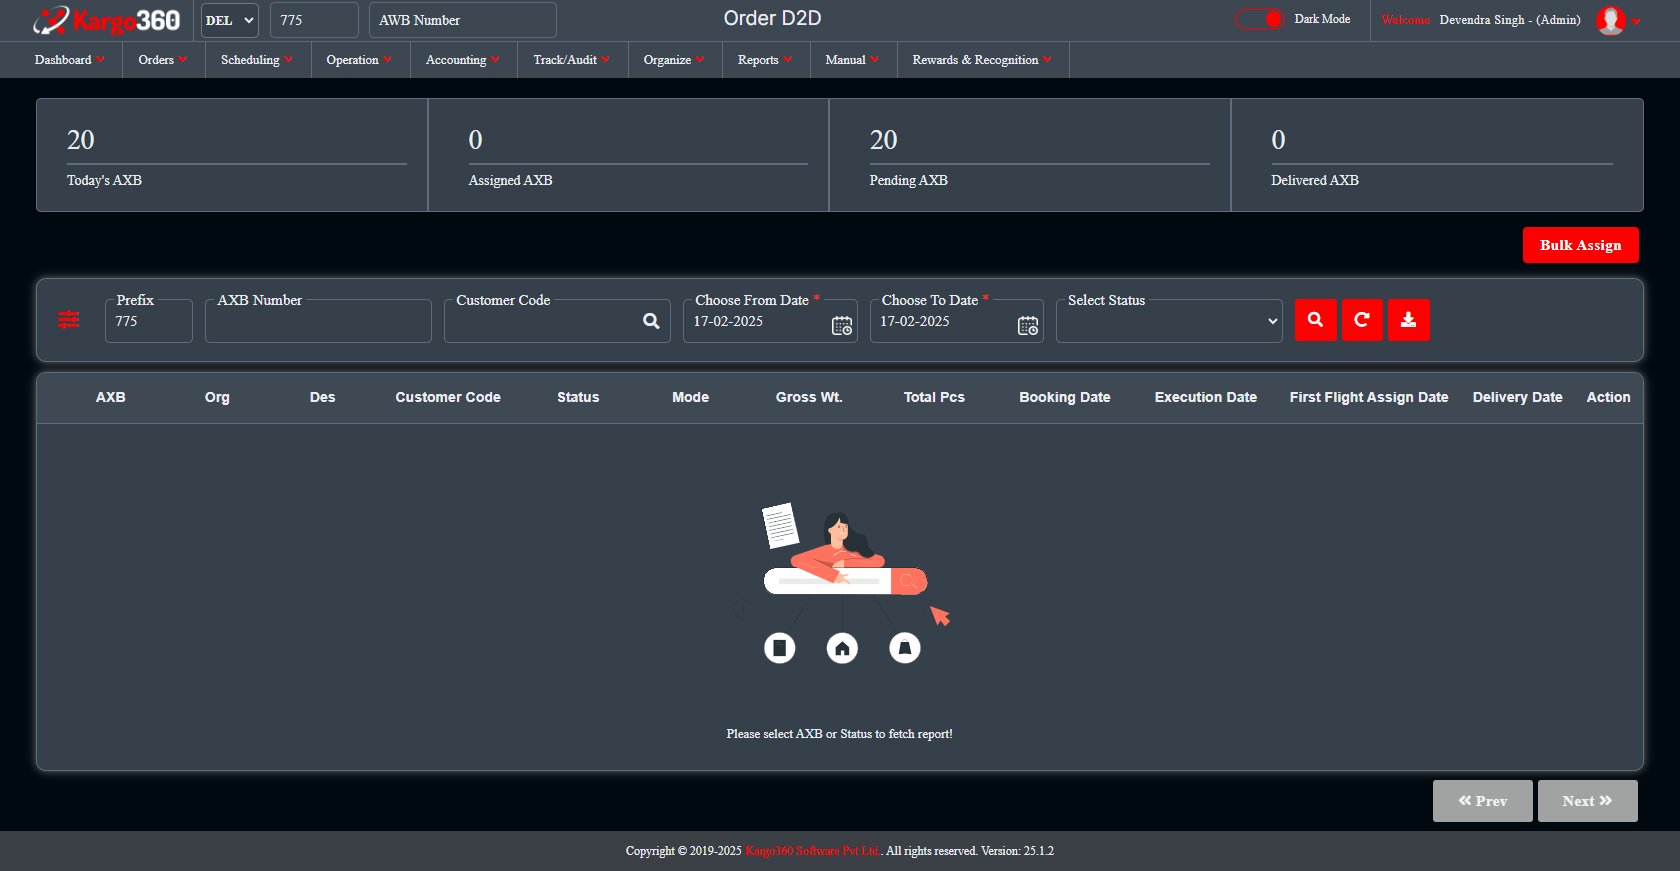 Kargo360 DEL 775 AWB Number Order D2D Dark Mode Welcome Devendra Singh - (Admin)
Dashboard Orders Scheduling Operation Accounting Track/Audit Organize Reports Manual Rewards & Recognition
20 0 20 0
Today's AXB Assigned AXB Pending AXB Delivered AXB
Bulk Assign
Prefix AXB Number Customer Code Choose From Date * Choose To Date * Select Status
775 17-02-2025 17-02-2025
AXB Org Des Customer Code Status Mode Gross Wt. Total Pcs Booking Date Execution Date First Flight Assign Date Delivery Date Action
Please select AXB or Status to fetch report!
Prev Next
Copyright © 2019-2025 Kargo360 Software Pvt Ltd.. All rights reserved. Version: 25.1.2